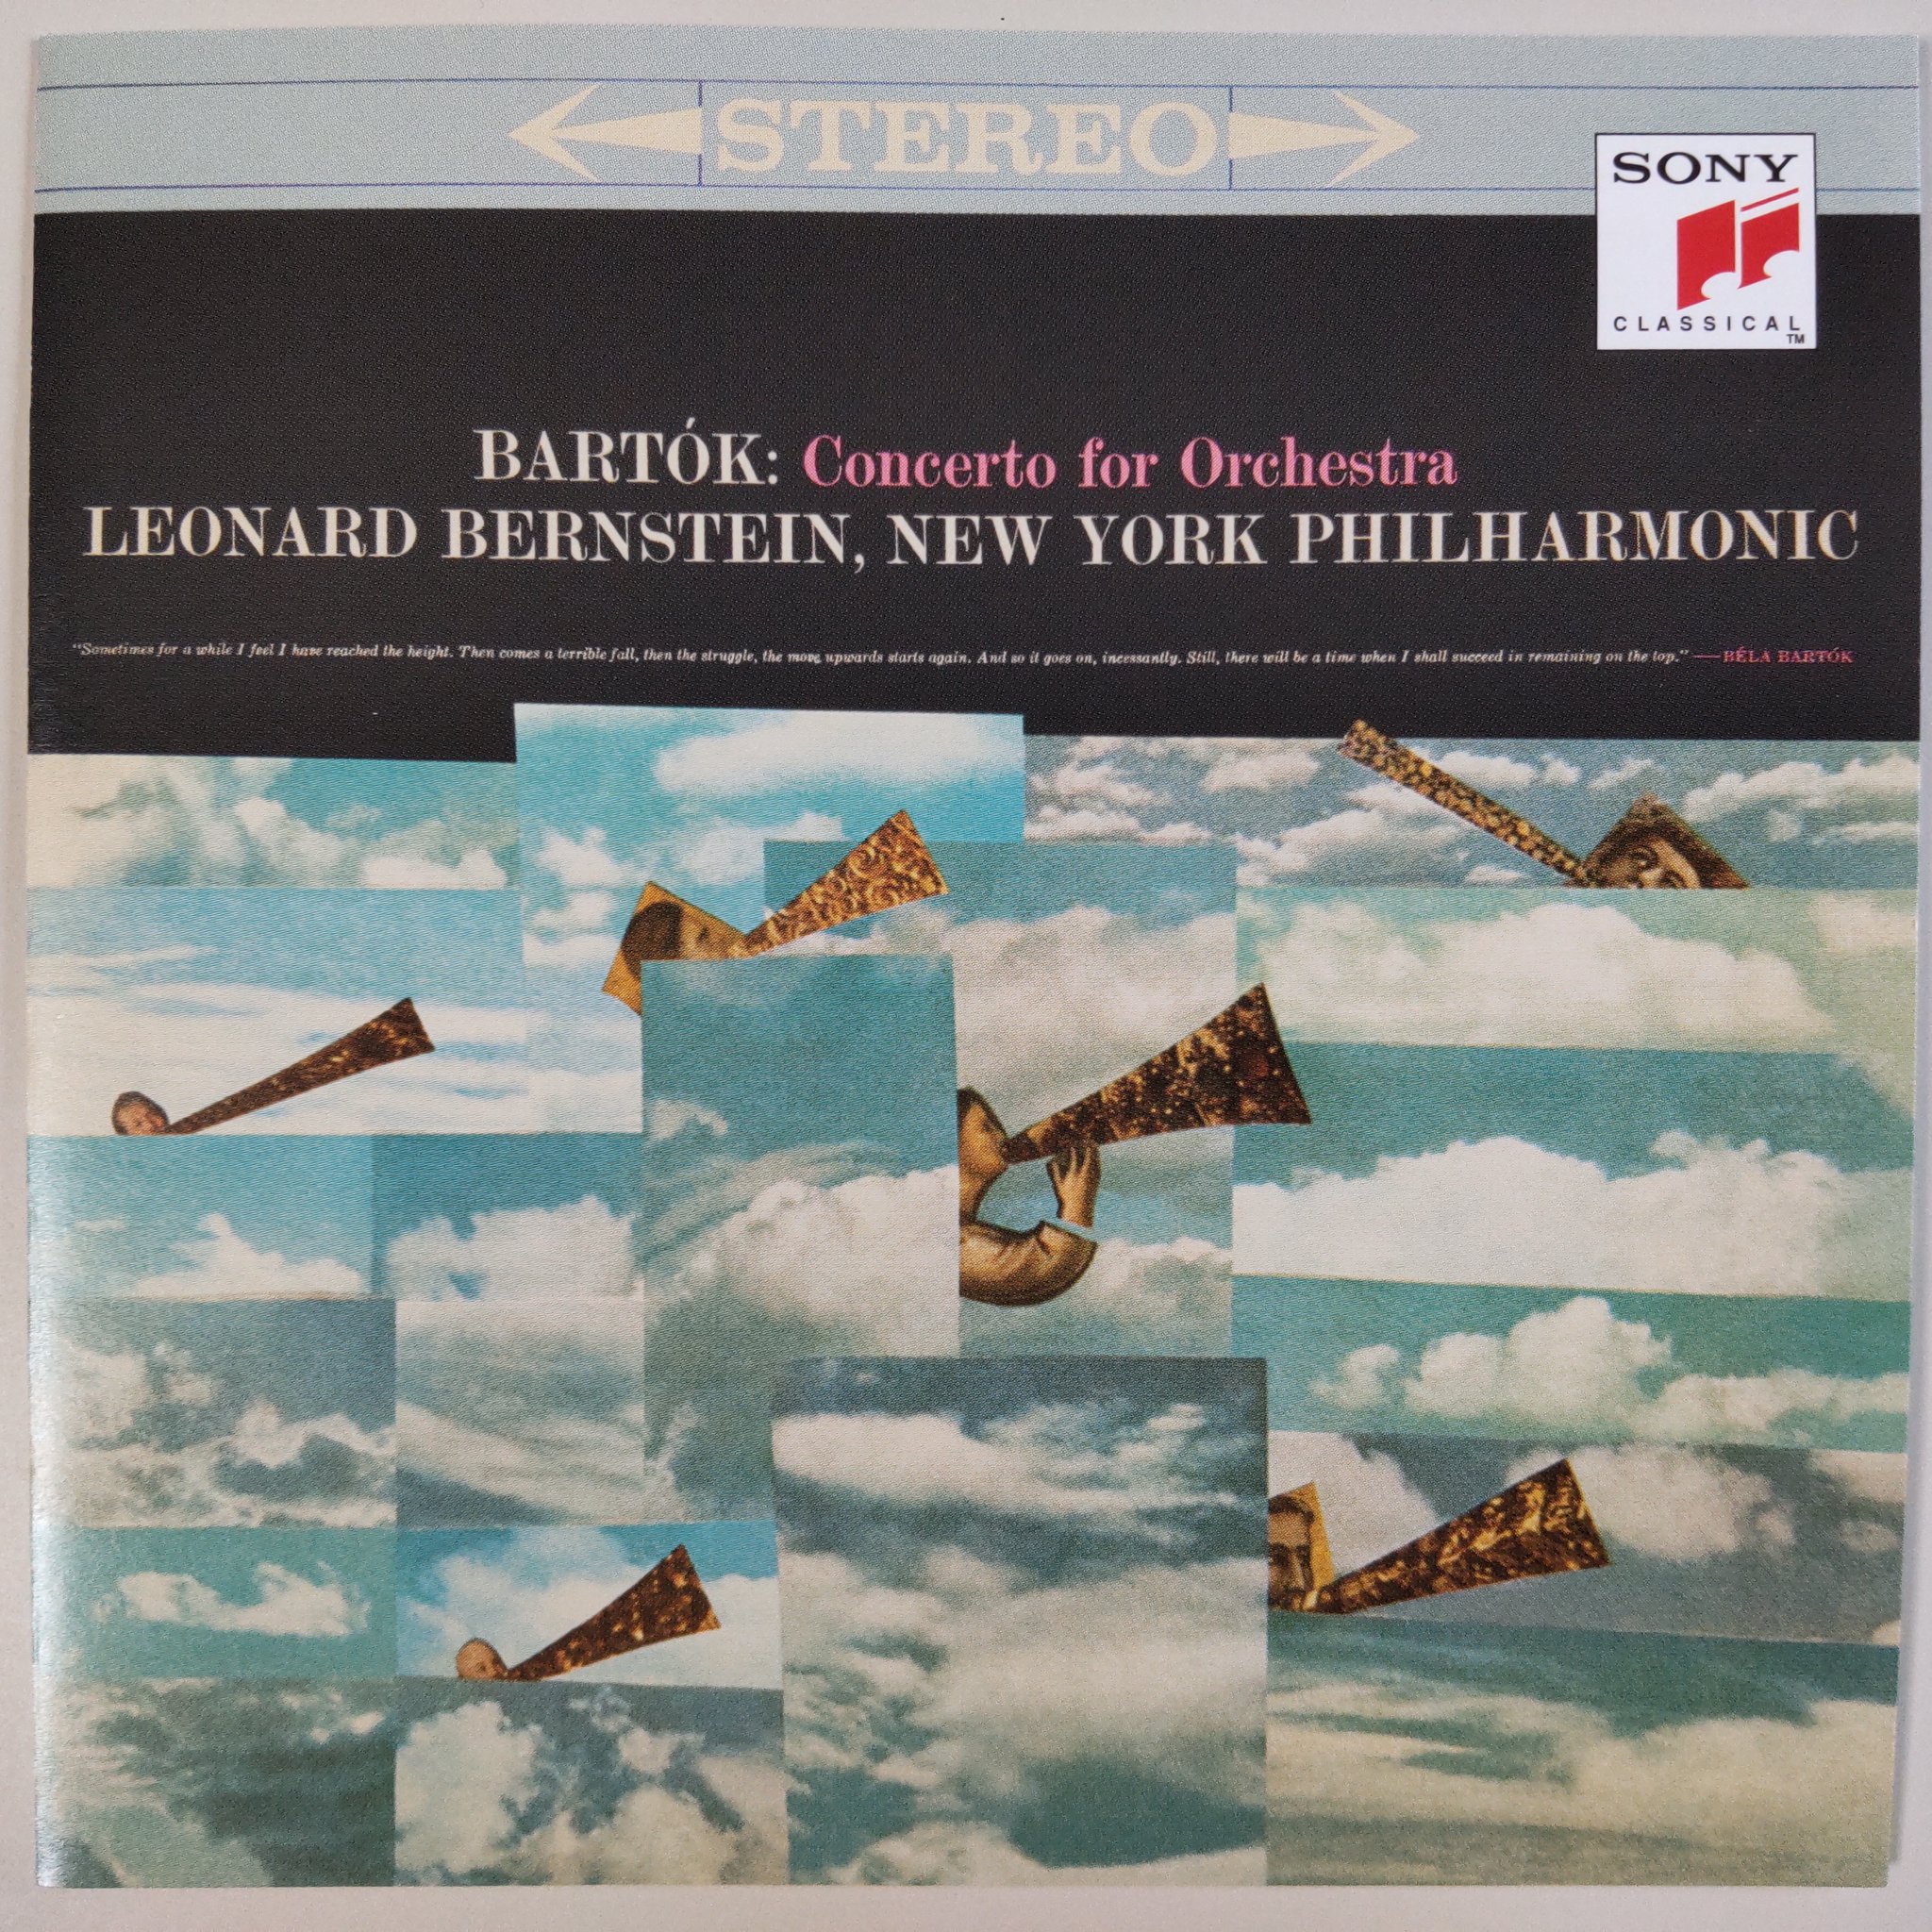 STEREO
SONY
CLASSICAL
TM
BARTÓK: Concerto for Orchestra
LEONARD BERNSTEIN, NEW YORK PHILHARMONIC
"Sometimes for a while I feel I have reached the height. Then comes a terrible fall, then the struggle, the move upwards starts again. And so it goes on, incessantly. Still, there will be a time when I shall succeed in remaining on the top." —BÉLA BARTÓK